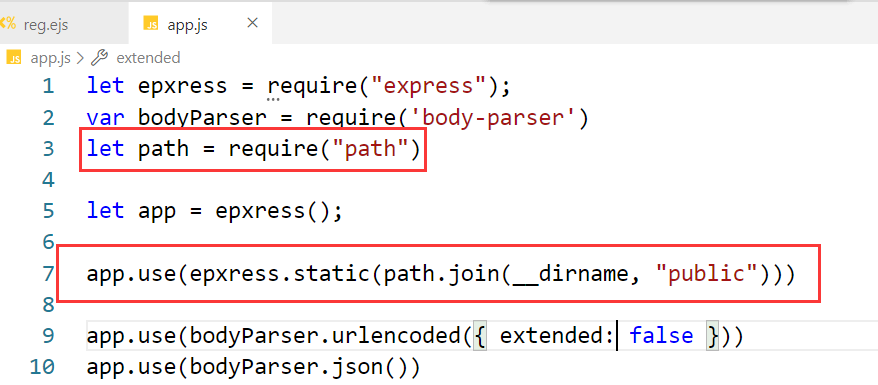 reg.ejs
JS app.js ×
JS app.js > extended
1 let epxress = require("express");
2 var bodyParser = require('body-parser')
3 let path = require("path")
4
5 let app = epxress();
6
7 app.use(epxress.static(path.join(__dirname, "public")))
8
9 app.use(bodyParser.urlencoded({ extended: false }))
10 app.use(bodyParser.json())